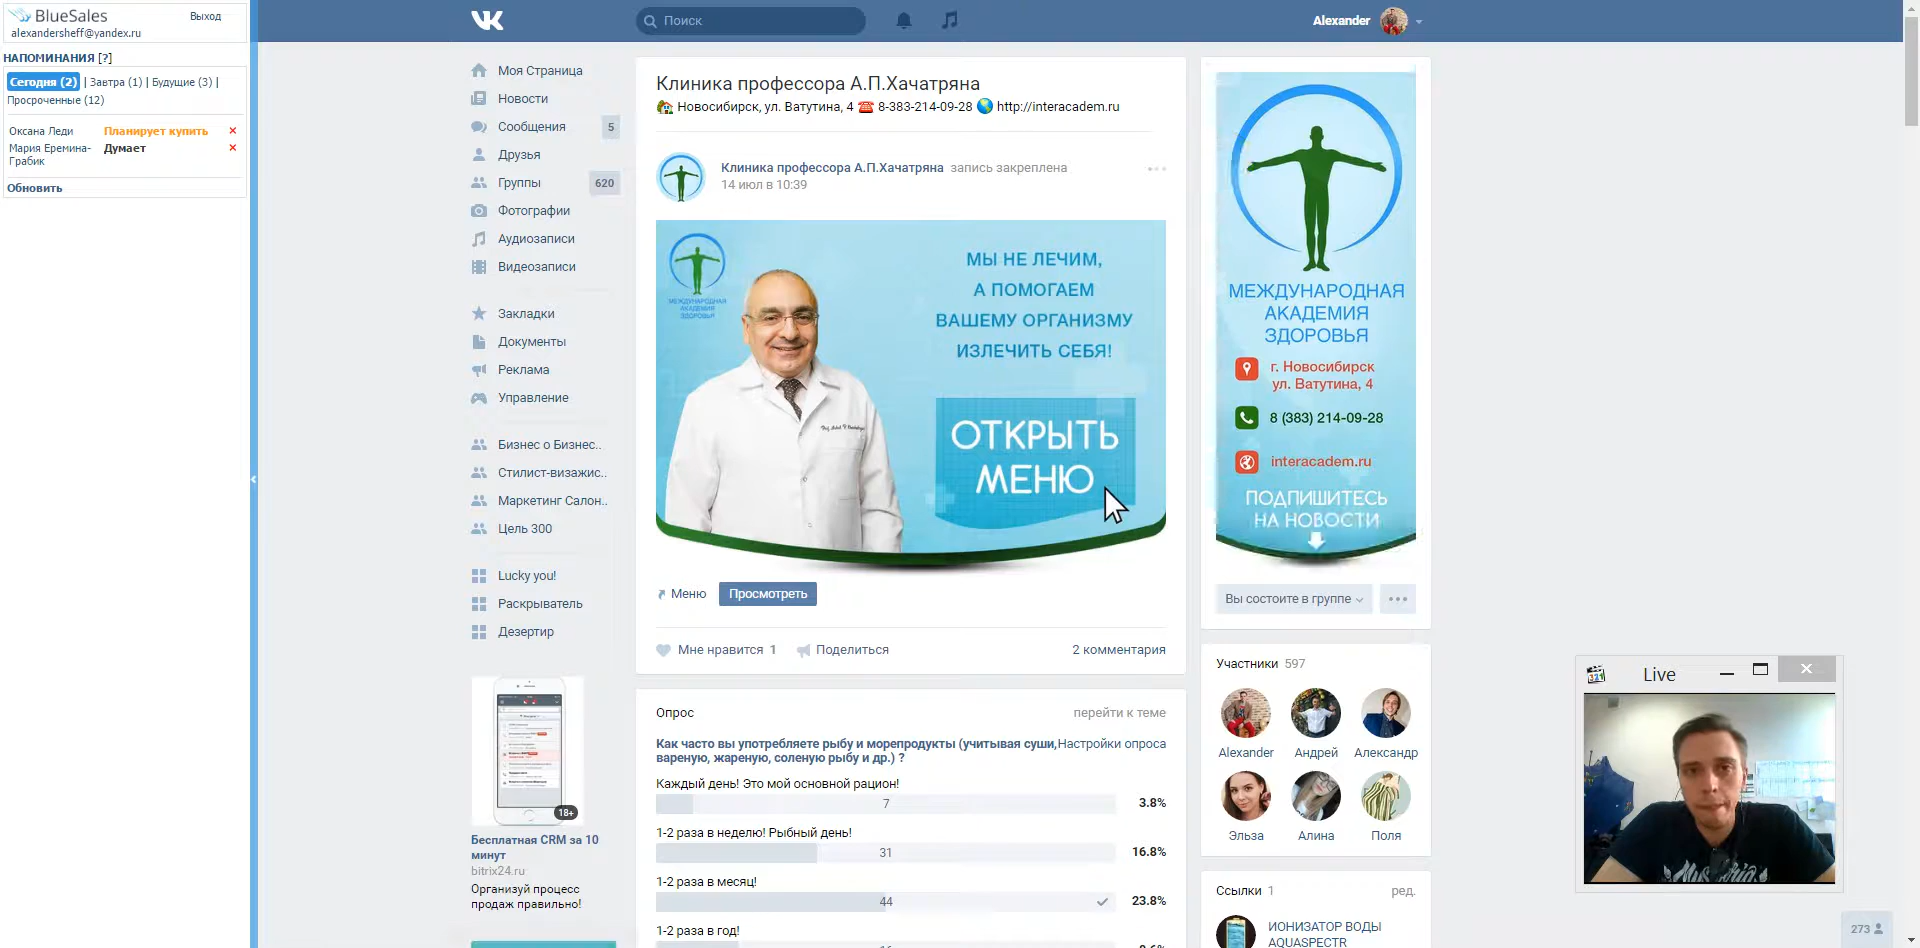 BlueSales
Выход
alexandersheff@yandex.ru
НАПОМИНАНИЯ [?]
Сегодня (2) | Завтра (1) | Будущие (3) |
Просроченные (12)
Оксана Леди Планирует купить
Мария Еремина-Грабик Думает
Обновить
Поиск
Alexander
Моя Страница
Новости
Сообщения 5
Друзья
Группы 620
Фотографии
Аудиозаписи
Видеозаписи
Закладки
Документы
Реклама
Управление
Бизнес о Бизнес..
Стилист-визажис..
Маркетинг Салон..
Цель 300
Lucky you!
Раскрыватель
Дезертир
18+
Бесплатная CRM за 10
минут
bitrix24.ru
Организуй процесс
продаж правильно!
Клиника профессора А.П.Хачатряна
Новосибирск, ул. Ватутина, 4 8-383-214-09-28 http://interacadem.ru
Клиника профессора А.П.Хачатряна запись закреплена
14 июл в 10:39
МЕЖДУНАРОДНАЯ
АКАДЕМИЯ
ЗДОРОВЬЯ
МЫ НЕ ЛЕЧИМ,
А ПОМОГАЕМ
ВАШЕМУ ОРГАНИЗМУ
ИЗЛЕЧИТЬ СЕБЯ!
ОТКРЫТЬ
МЕНЮ
Меню Просмотреть
Мне нравится 1 Поделиться 2 комментария
Опрос перейти к теме
Как часто вы употребляете рыбу и морепродукты (учитывая суши, Настройки опроса
вареную, жареную, соленую рыбу и др.) ?
Каждый день! Это мой основной рацион!
7 3.8%
1-2 раза в неделю! Рыбный день!
31 16.8%
1-2 раза в месяц!
44 23.8%
1-2 раза в год!
МЕЖДУНАРОДНАЯ
АКАДЕМИЯ
ЗДОРОВЬЯ
г. Новосибирск
ул. Ватутина, 4
8 (383) 214-09-28
interacadem.ru
ПОДПИШИТЕСЬ
НА НОВОСТИ
Вы состоите в группе
Участники 597
Alexander Андрей Александр
Эльза Алина Поля
Ссылки 1 ред.
ИОНИЗАТОР ВОДЫ
AQUASPECTR
321
Live
273